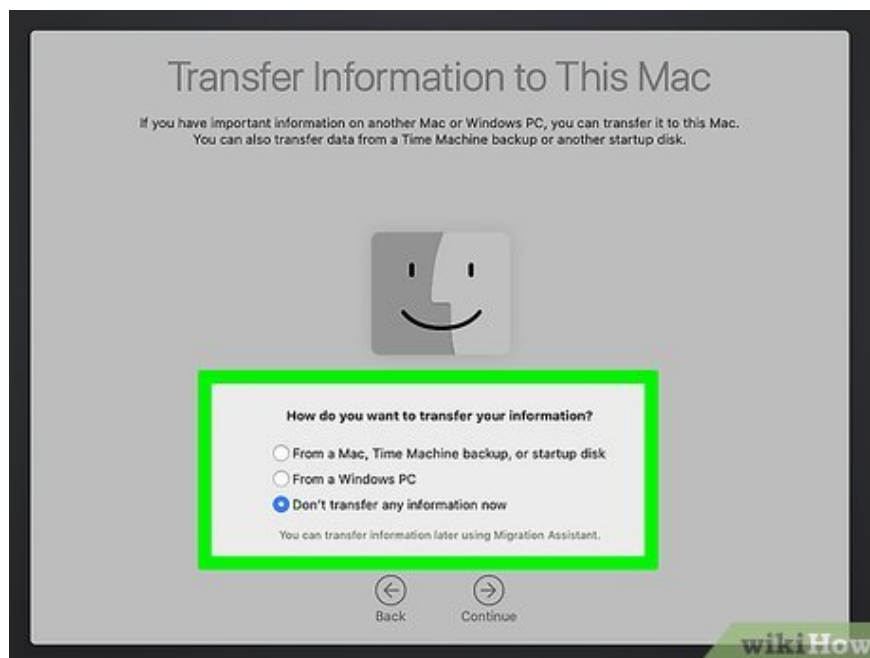 Transfer Information to This Mac
If you have important information on another Mac or Windows PC, you can transfer it to this Mac.
You can also transfer data from a Time Machine backup or another startup disk.
How do you want to transfer your information?
From a Mac, Time Machine backup, or startup disk
From a Windows PC
Don't transfer any information now
You can transfer information later using Migration Assistant.
Back
Continue
wikiHow